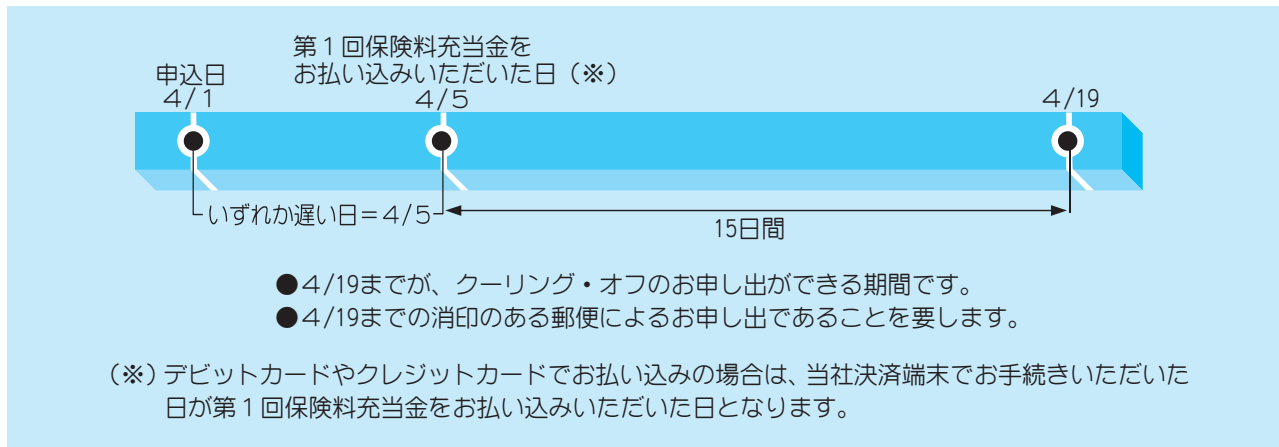 第１回保険料充当金を
申込日
お払い込みいただいた日（※）
４/１
４/５
４/19
いずれか遅い日＝４/５
15日間
●４/19までが、クーリング・オフのお申し出ができる期間です。
●４/19までの消印のある郵便によるお申し出であることを要します。
（※）デビットカードやクレジットカードでお払い込みの場合は、当社決済端末でお手続きいただいた
日が第１回保険料充当金をお払い込みいただいた日となります。